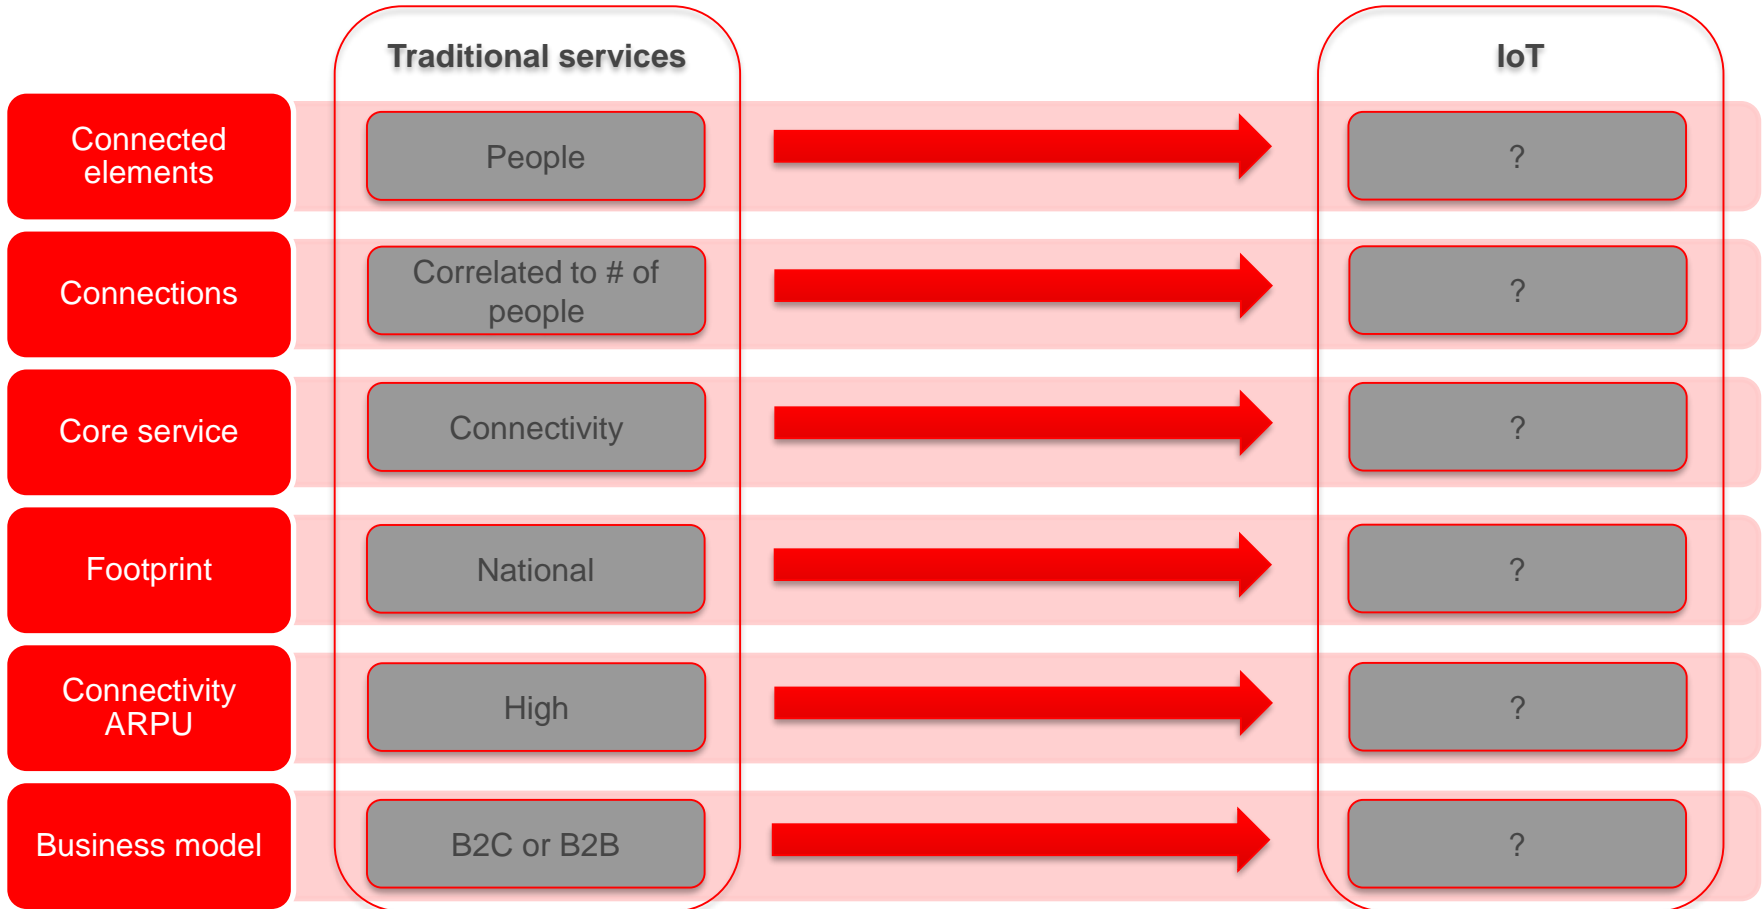 Traditional services
IoT
Connected
elements
People
?
Connections
Correlated to # of
people
?
Core service
Connectivity
?
Footprint
National
?
Connectivity
ARPU
High
?
Business model
B2C or B2B
?